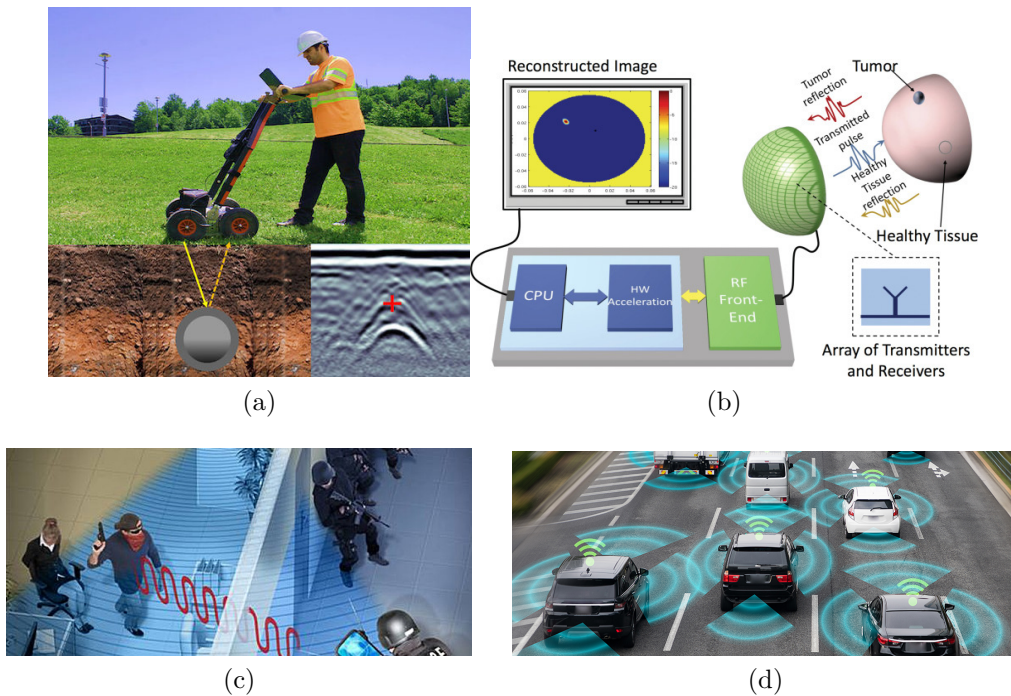 (a)
Reconstructed Image
Tumor
Tumor
reflection
Transmitted
pulse
Healthy
Tissue
reflection
Healthy Tissue
CPU
HW
Acceleration
RF
Front-
End
Array of Transmitters
and Receivers
(b)
(c)
(d)